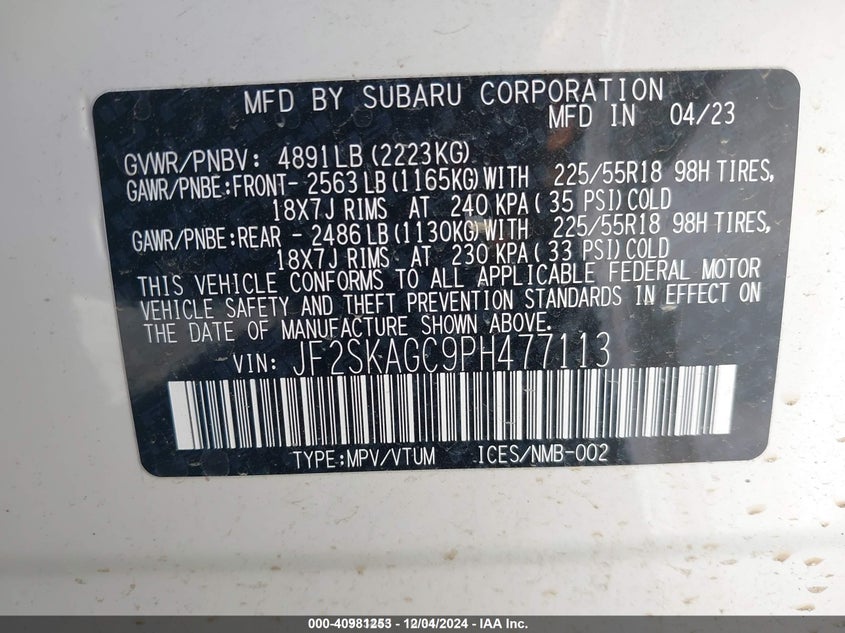 MFD BY SUBARU CORPORATION
MFD IN 04/23
GVWR/PNBV: 4891LB(2223KG)
GAWR/PNBE:FRONT- 2563LB(1165KG)WITH 225/55R18 98H TIRES,
18X7J RIMS AT 240 KPA( 35 PSI)COLD
GAWR/PNBE:REAR - 2486LB(1130KG)WITH 225/55R18 98H TIRES,
18X7J RIMS AT 230 KPA( 33 PSI)COLD
THIS VEHICLE CONFORMS TO ALL APPLICABLE FEDERAL MOTOR
VEHICLE SAFETY AND THEFT PREVENTION STANDARDS IN EFFECT ON
THE DATE OF MANUFACTURE SHOWN ABOVE.
VIN: JF2SKAGC9PH477113
TYPE:MPV/VTUM ICES/NMB-002
000-40981253 - 12/04/2024 - IAA Inc.